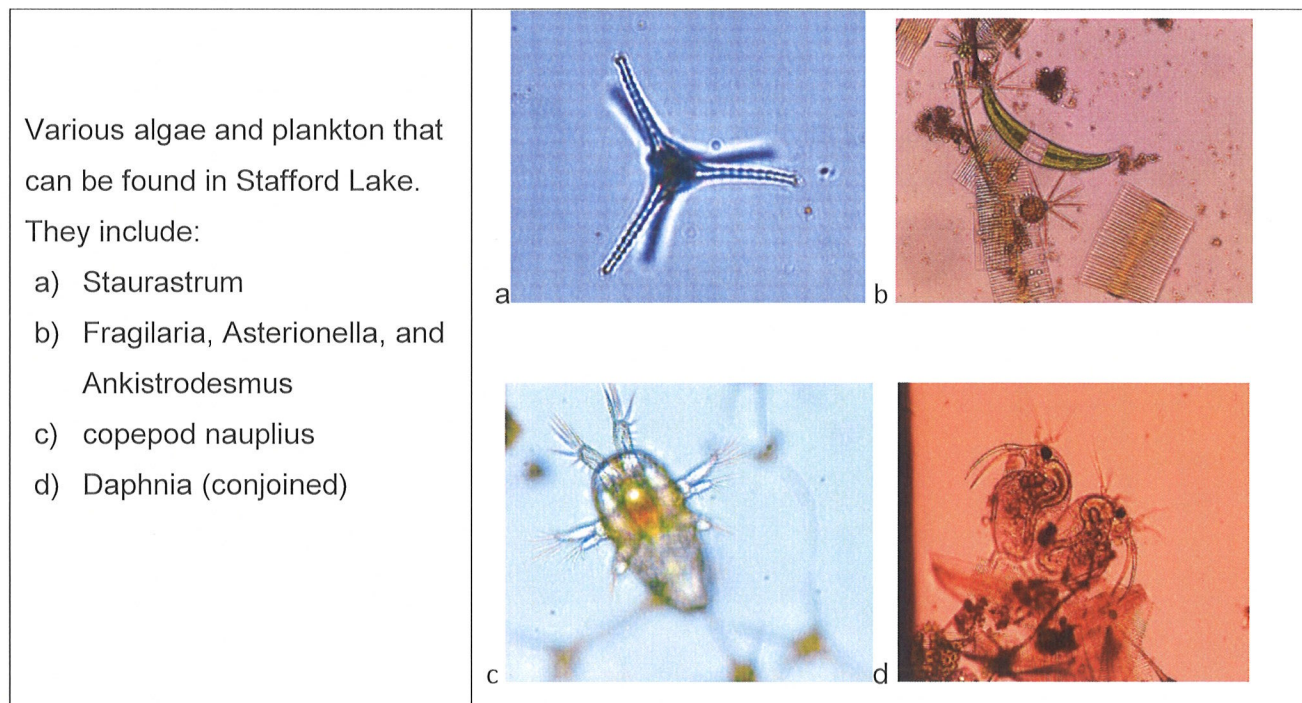 Various algae and plankton that
can be found in Stafford Lake.
They include:
a) Staurastrum
b) Fragilaria, Asterionella, and
Ankistrodesmus
c) copepod nauplius
d) Daphnia (conjoined)
a
b
c
d